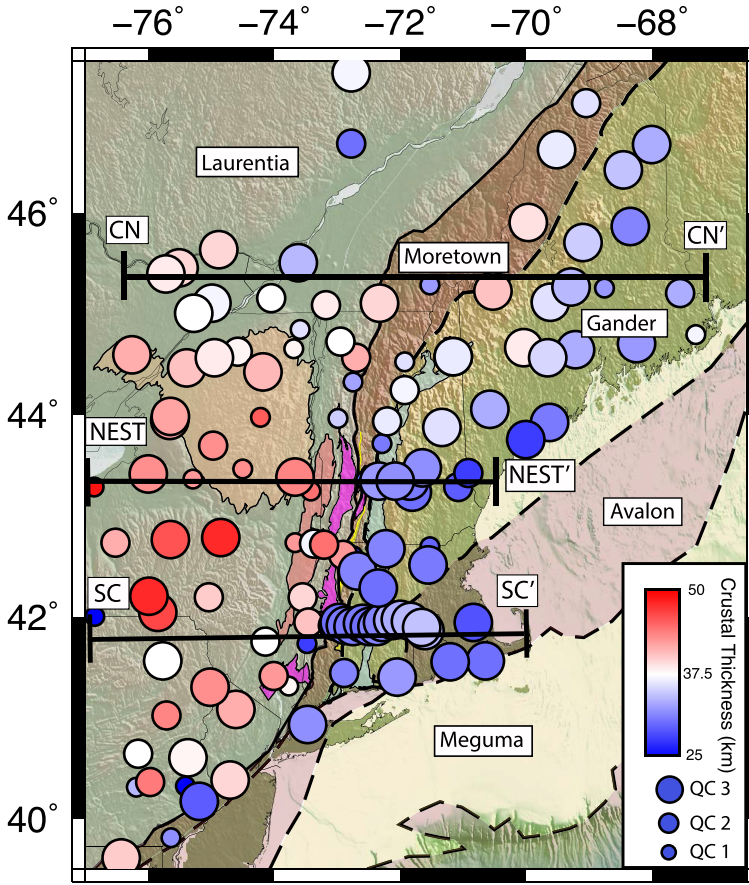 −76° −74° −72° −70° −68°
Laurentia
46°
CN
CN′
Moretown
Gander
44°
NEST
NEST′
Avalon
SC
SC′
42°
50
37.5
25
Crustal Thickness (km)
Meguma
QC 3
QC 2
QC 1
40°